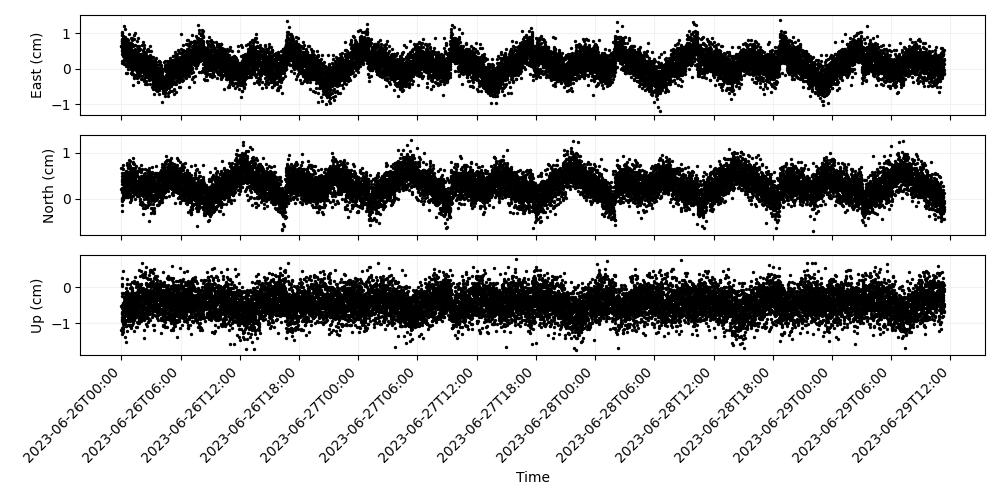 East (cm)
1
0
−1
North (cm)
1
0
Up (cm)
0
−1
2023-06-26T00:00
2023-06-26T06:00
2023-06-26T12:00
2023-06-26T18:00
2023-06-27T00:00
2023-06-27T06:00
2023-06-27T12:00
2023-06-27T18:00
2023-06-28T00:00
2023-06-28T06:00
2023-06-28T12:00
2023-06-28T18:00
2023-06-29T00:00
2023-06-29T06:00
2023-06-29T12:00
Time